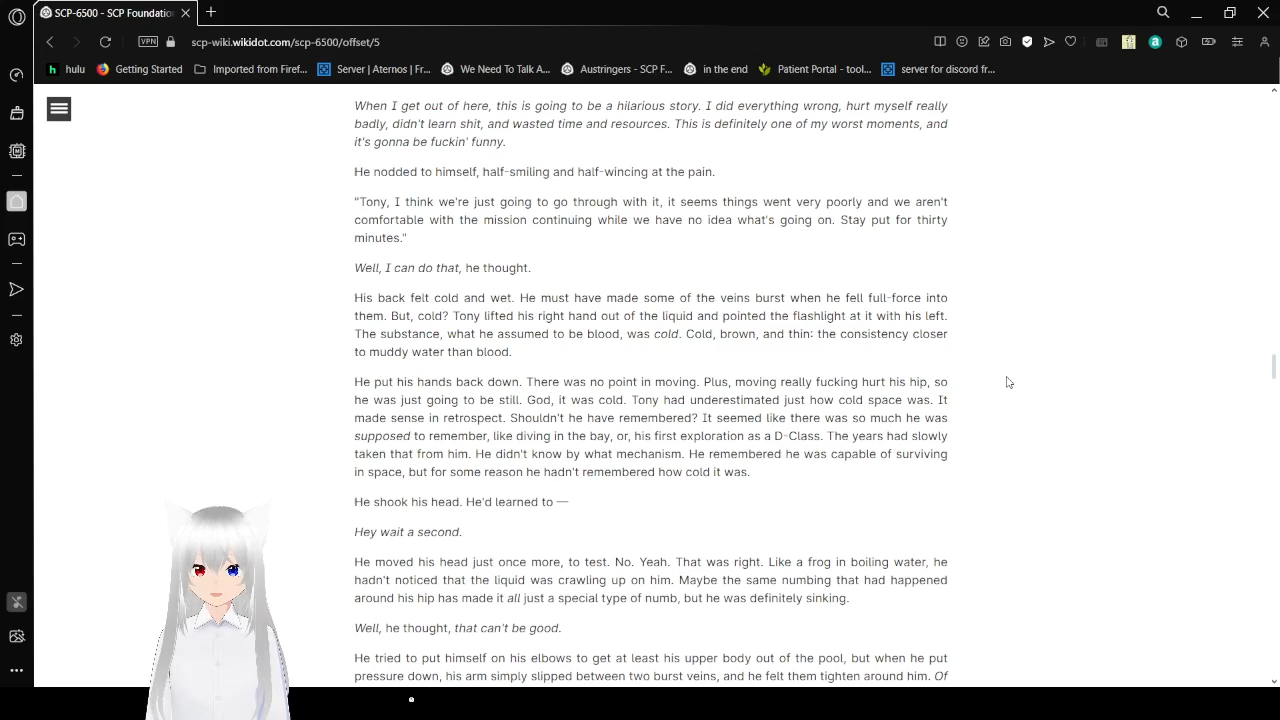 SCP-6500 - SCP Foundatio
VPN
scp-wiki.wikidot.com/scp-6500/offset/5
hulu
Getting Started
Imported from Firef...
Server | Aternos | Fr...
We Need To Talk A...
Austringers - SCP F...
in the end
Patient Portal - tool...
server for discord fr...
When I get out of here, this is going to be a hilarious story. I did everything wrong, hurt myself really
badly, didn't learn shit, and wasted time and resources. This is definitely one of my worst moments, and
it's gonna be fuckin' funny.
He nodded to himself, half-smiling and half-wincing at the pain.
"Tony, I think we're just going to go through with it, it seems things went very poorly and we aren't
comfortable with the mission continuing while we have no idea what's going on. Stay put for thirty
minutes."
Well, I can do that, he thought.
His back felt cold and wet. He must have made some of the veins burst when he fell full-force into
them. But, cold? Tony lifted his right hand out of the liquid and pointed the flashlight at it with his left.
The substance, what he assumed to be blood, was cold. Cold, brown, and thin: the consistency closer
to muddy water than blood.
He put his hands back down. There was no point in moving. Plus, moving really fucking hurt his hip, so
he was just going to be still. God, it was cold. Tony had underestimated just how cold space was. It
made sense in retrospect. Shouldn't he have remembered? It seemed like there was so much he was
supposed to remember, like diving in the bay, or, his first exploration as a D-Class. The years had slowly
taken that from him. He didn't know by what mechanism. He remembered he was capable of surviving
in space, but for some reason he hadn't remembered how cold it was.
He shook his head. He'd learned to —
Hey wait a second.
He moved his head just once more, to test. No. Yeah. That was right. Like a frog in boiling water, he
hadn't noticed that the liquid was crawling up on him. Maybe the same numbing that had happened
around his hip has made it all just a special type of numb, but he was definitely sinking.
Well, he thought, that can't be good.
He tried to put himself on his elbows to get at least his upper body out of the pool, but when he put
pressure down, his arm simply slipped between two burst veins, and he felt them tighten around him. Of